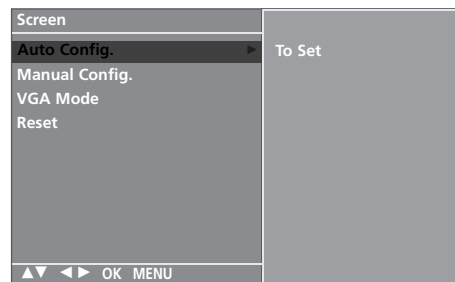 Screen
Auto Config. ▶ To Set
Manual Config.
VGA Mode
Reset
▲▼ ◄► OK MENU